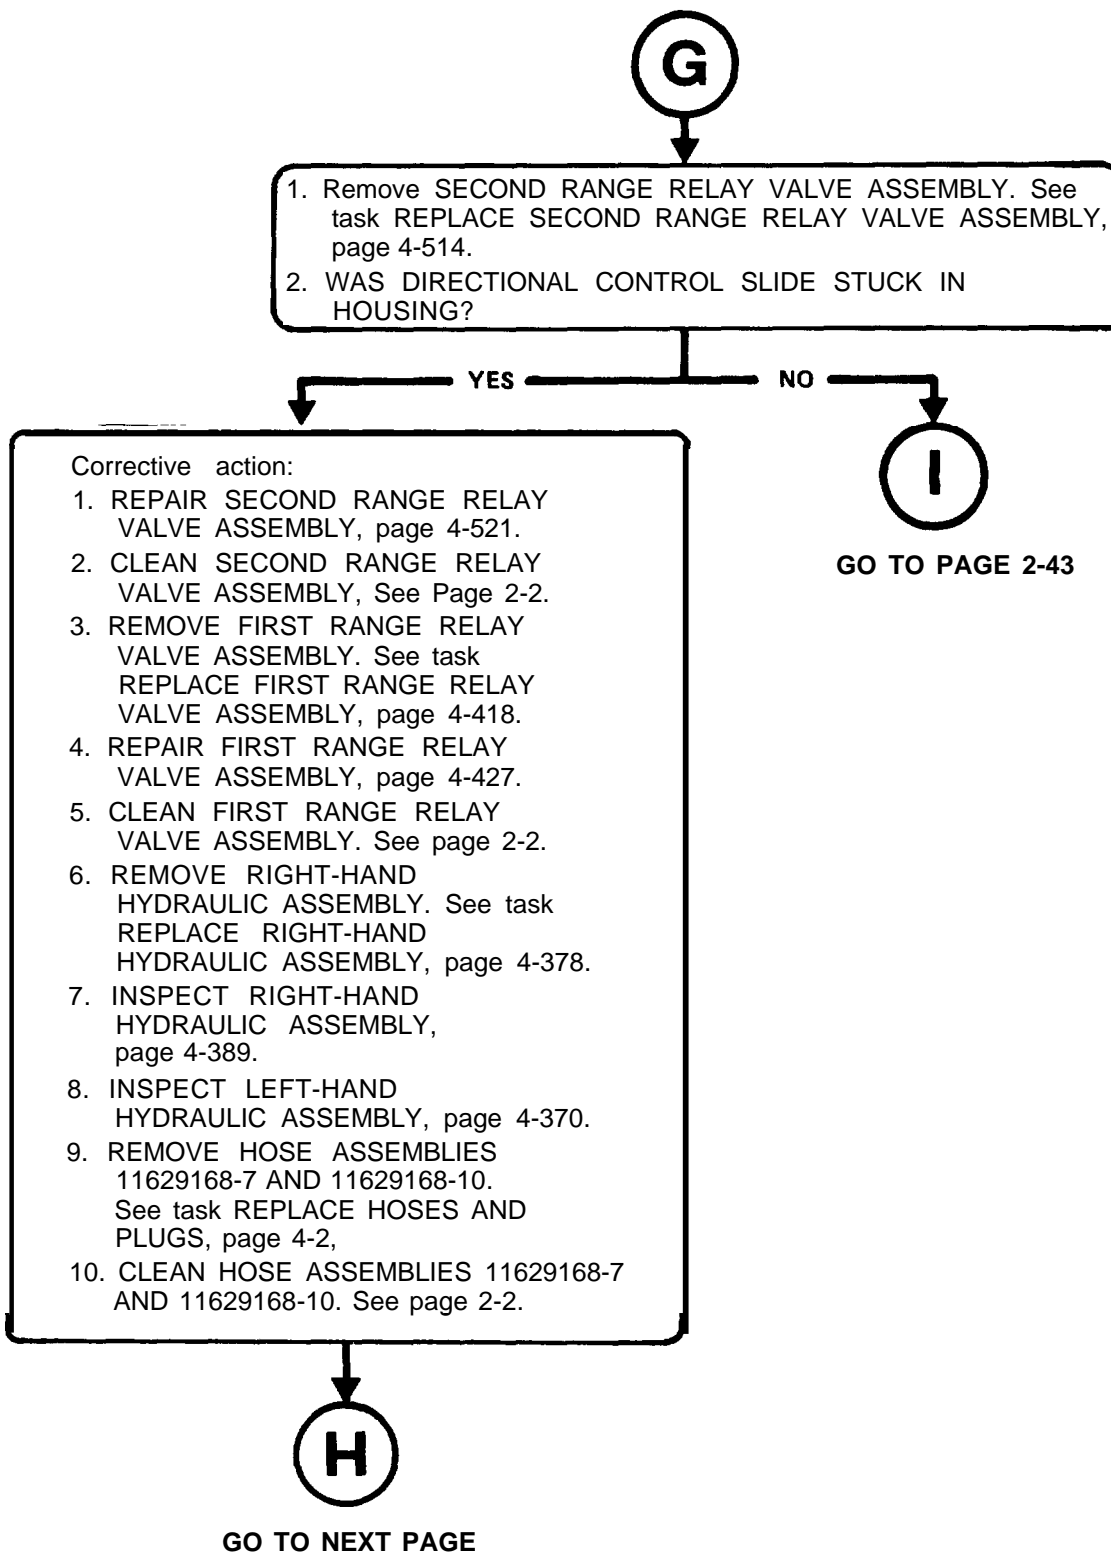 G
1. Remove SECOND RANGE RELAY VALVE ASSEMBLY. See
task REPLACE SECOND RANGE RELAY VALVE ASSEMBLY,
page 4-514.
2. WAS DIRECTIONAL CONTROL SLIDE STUCK IN
HOUSING?
YES
NO
Corrective action:
1. REPAIR SECOND RANGE RELAY
VALVE ASSEMBLY, page 4-521.
2. CLEAN SECOND RANGE RELAY
VALVE ASSEMBLY, See Page 2-2.
3. REMOVE FIRST RANGE RELAY
VALVE ASSEMBLY. See task
REPLACE FIRST RANGE RELAY
VALVE ASSEMBLY, page 4-418.
4. REPAIR FIRST RANGE RELAY
VALVE ASSEMBLY, page 4-427.
5. CLEAN FIRST RANGE RELAY
VALVE ASSEMBLY. See page 2-2.
6. REMOVE RIGHT-HAND
HYDRAULIC ASSEMBLY. See task
REPLACE RIGHT-HAND
HYDRAULIC ASSEMBLY, page 4-378.
7. INSPECT RIGHT-HAND
HYDRAULIC ASSEMBLY,
page 4-389.
8. INSPECT LEFT-HAND
HYDRAULIC ASSEMBLY, page 4-370.
9. REMOVE HOSE ASSEMBLIES
11629168-7 AND 11629168-10.
See task REPLACE HOSES AND
PLUGS, page 4-2,
10. CLEAN HOSE ASSEMBLIES 11629168-7
AND 11629168-10. See page 2-2.
I
GO TO PAGE 2-43
H
GO TO NEXT PAGE